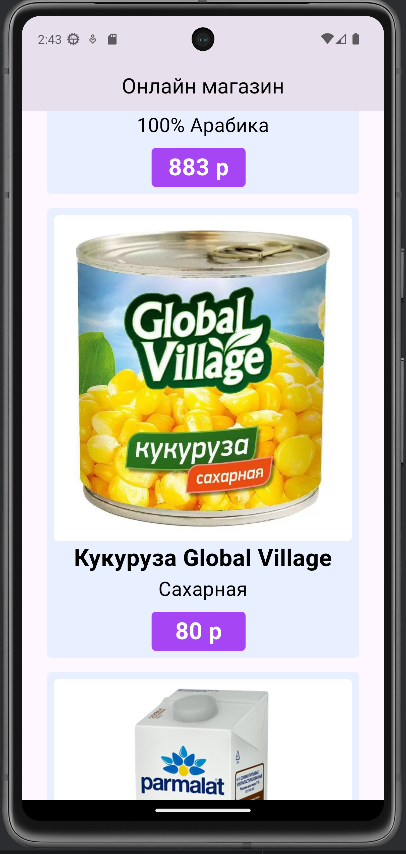 2:43
Онлайн магазин
100% Арабика
883 р
Global
Village
кукуруза
сахарная
Кукуруза Global Village
Сахарная
80 р
parmalat